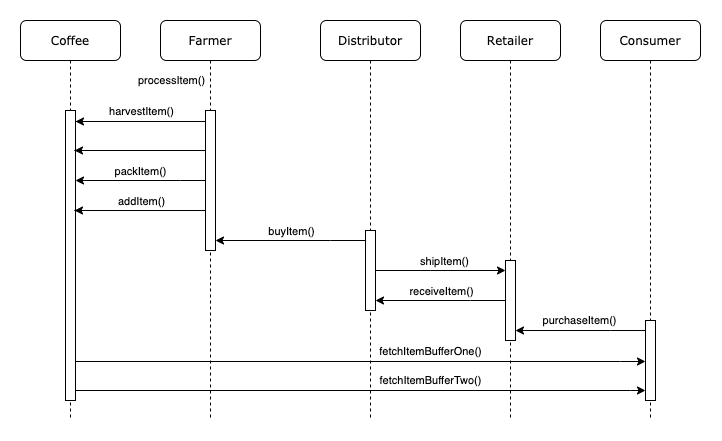 Coffee
Farmer
Distributor
Retailer
Consumer
processItem()
harvestItem()
packItem()
addItem()
buyItem()
shipItem()
receiveItem()
purchaseItem()
fetchItemBufferOne()
fetchItemBufferTwo()